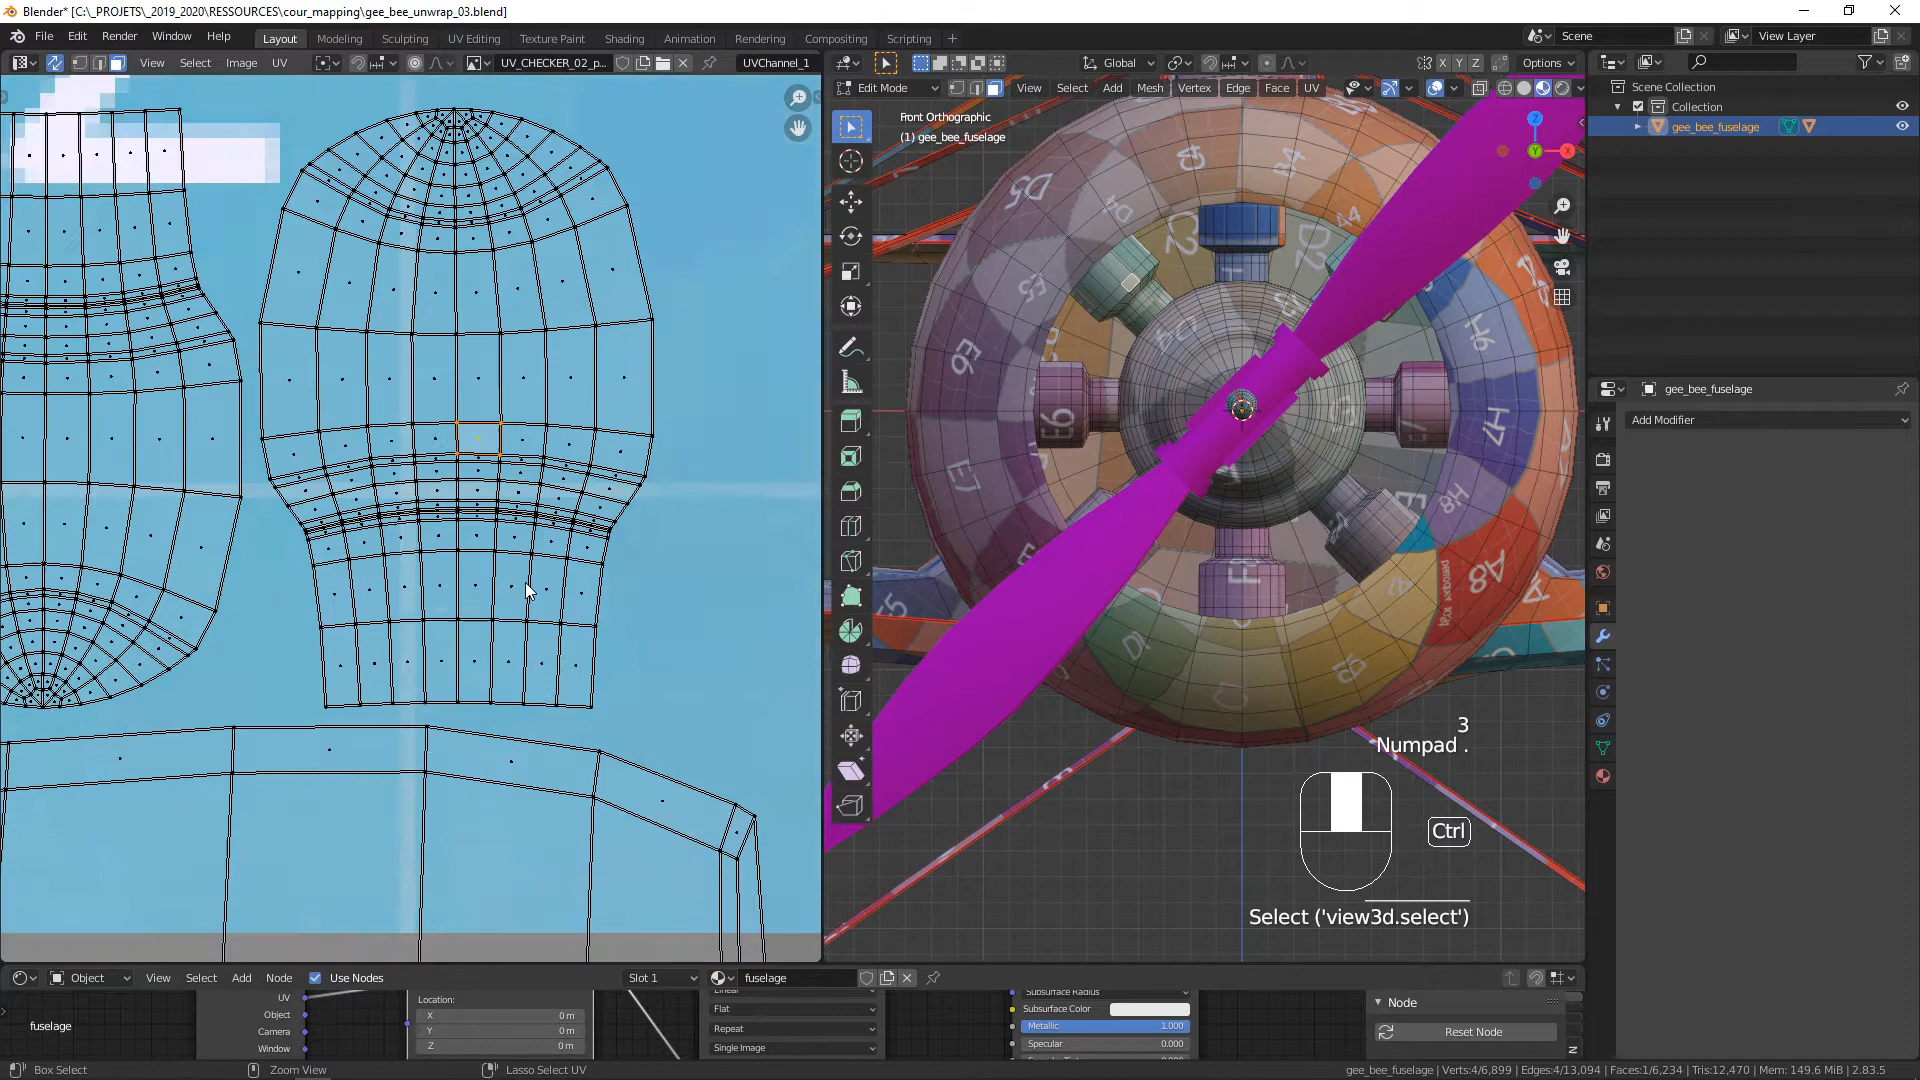 Blender* [C:\_PROJETS\_2019_2020\RESSOURCES\cour_mapping\gee_bee_unwrap_03.blend]
File Edit Render Window Help Layout Modeling Sculpting UV Editing Texture Paint Shading Animation Rendering Compositing Scripting Scene View Layer
View Select Image UV UV_CHECKER_02_p... UVChannel_1 Global X Y Z Options
Edit Mode View Select Add Mesh Vertex Edge Face UV
Scene Collection
Collection
gee_bee_fuselage
Front Orthographic
(1) gee_bee_fuselage
gee_bee_fuselage
Add Modifier
3
Numpad .
Ctrl
Select ('view3d.select')
Object View Select Add Node Use Nodes Slot 1 fuselage
UV
Object
Camera
Window
Location:
X 0 m
Y 0 m
Z 0 m
Linear
Flat
Repeat
Single Image
Subsurface Radius
Subsurface Color
Metallic 1.000
Specular 0.000
Node
Reset Node
fuselage
Box Select Zoom View Lasso Select UV gee_bee_fuselage | Verts:4/6,899 | Edges:4/13,094 | Faces:1/6,234 | Tris:12,470 | Mem: 149.6 MiB | 2.83.5